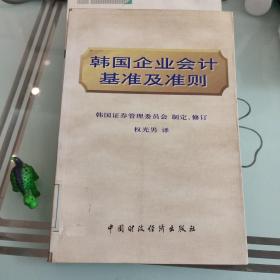 韩国企业会计
基准及准则
韩国证券管理委员会 制定、修订
权光男 译
中国财政经济出版社